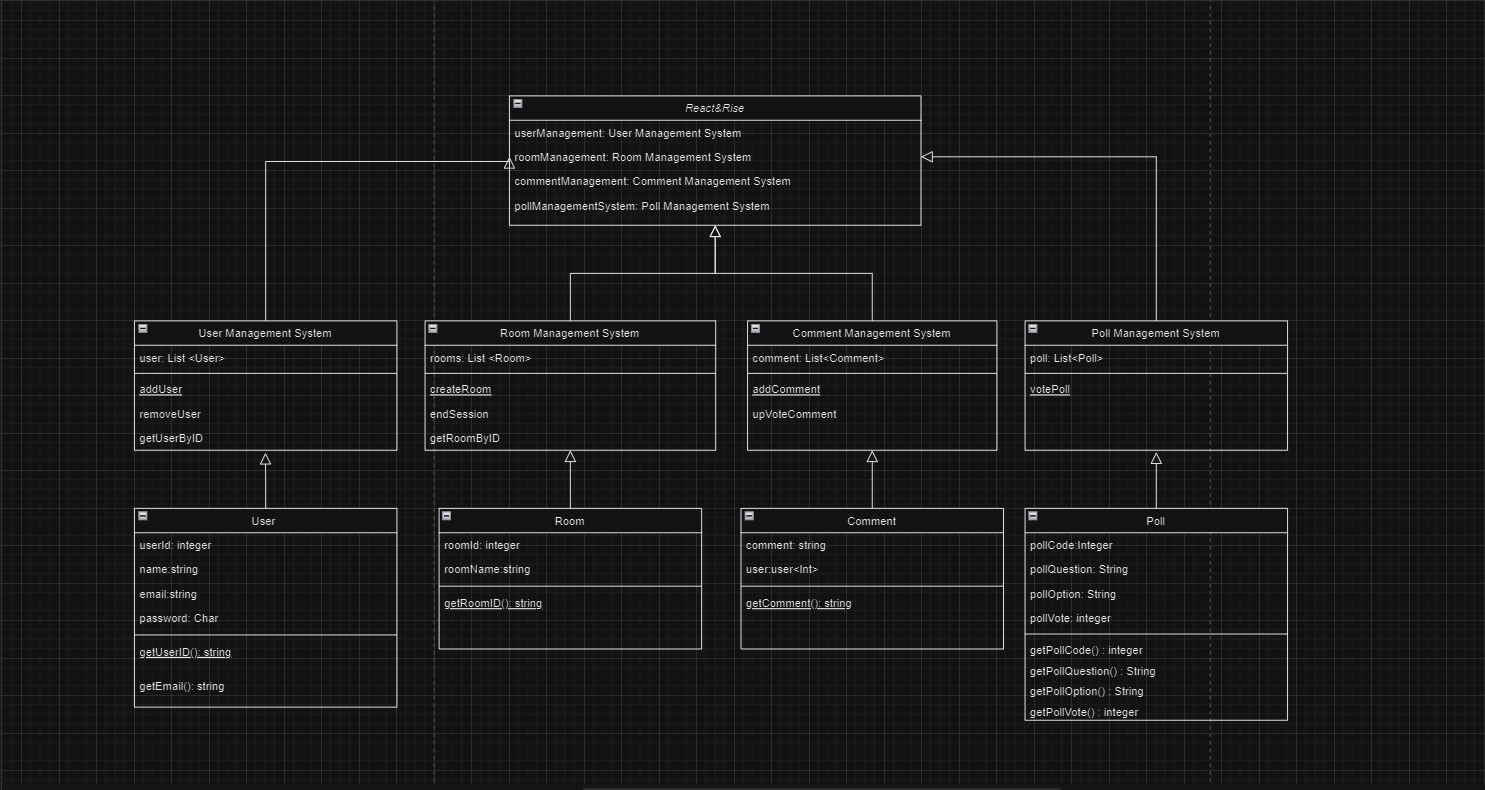 React&Rise
userManagement: User Management System
roomManagement: Room Management System
commentManagement: Comment Management System
pollManagementSystem: Poll Management System
User Management System
user: List <User>
addUser
removeUser
getUserByID
Room Management System
rooms: List <Room>
createRoom
endSession
getRoomByID
Comment Management System
comment: List<Comment>
addComment
upVoteComment
Poll Management System
poll: List<Poll>
votePoll
User
userId: integer
name:string
email:string
password: Char
getUserID(): string
getEmail(): string
Room
roomId: integer
roomName:string
getRoomID(): string
Comment
comment: string
user:user<Int>
getComment(): string
Poll
pollCode:Integer
pollQuestion: String
pollOption: String
pollVote: integer
getPollCode() : integer
getPollQuestion() : String
getPollOption() : String
getPollVote() : integer